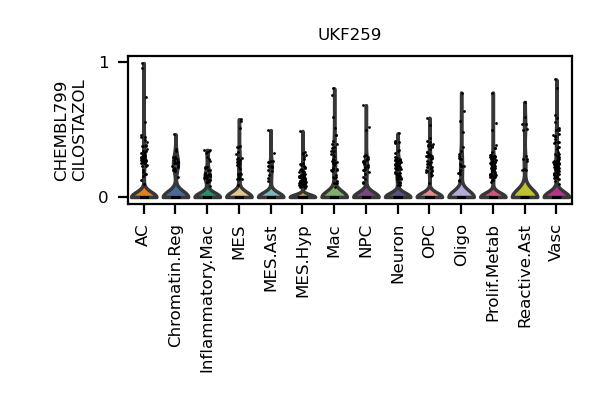 UKF259
CHEMBL799
CILOSTAZOL
1
0
AC
Chromatin.Reg
Inflammatory.Mac
MES
MES.Ast
MES.Hyp
Mac
NPC
Neuron
OPC
Oligo
Prolif.Metab
Reactive.Ast
Vasc